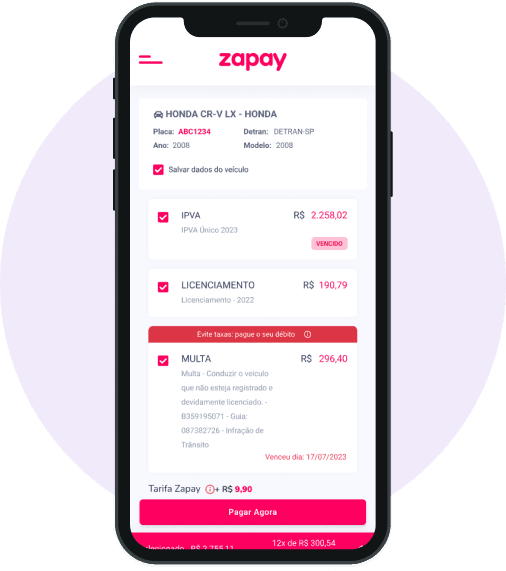 zapay
HONDA CR-V LX - HONDA
Placa: ABC1234 Detran: DETRAN-SP
Ano: 2008 Modelo: 2008
Salvar dados do veículo
IPVA R$ 2.258,02
IPVA Único 2023
VENCIDO
LICENCIAMENTO R$ 190,79
Licenciamento - 2022
Evite taxas: pague o seu débito
MULTA R$ 296,40
Multa - Conduzir o veículo
que não esteja registrado e
devidamente licenciado. -
B359195071 - Guia:
087382726 - Infração de
Trânsito
Venceu dia: 17/07/2023
Tarifa Zapay + R$ 9,90
Pagar Agora
12x de R$ 300,54
R$ 2.755,11